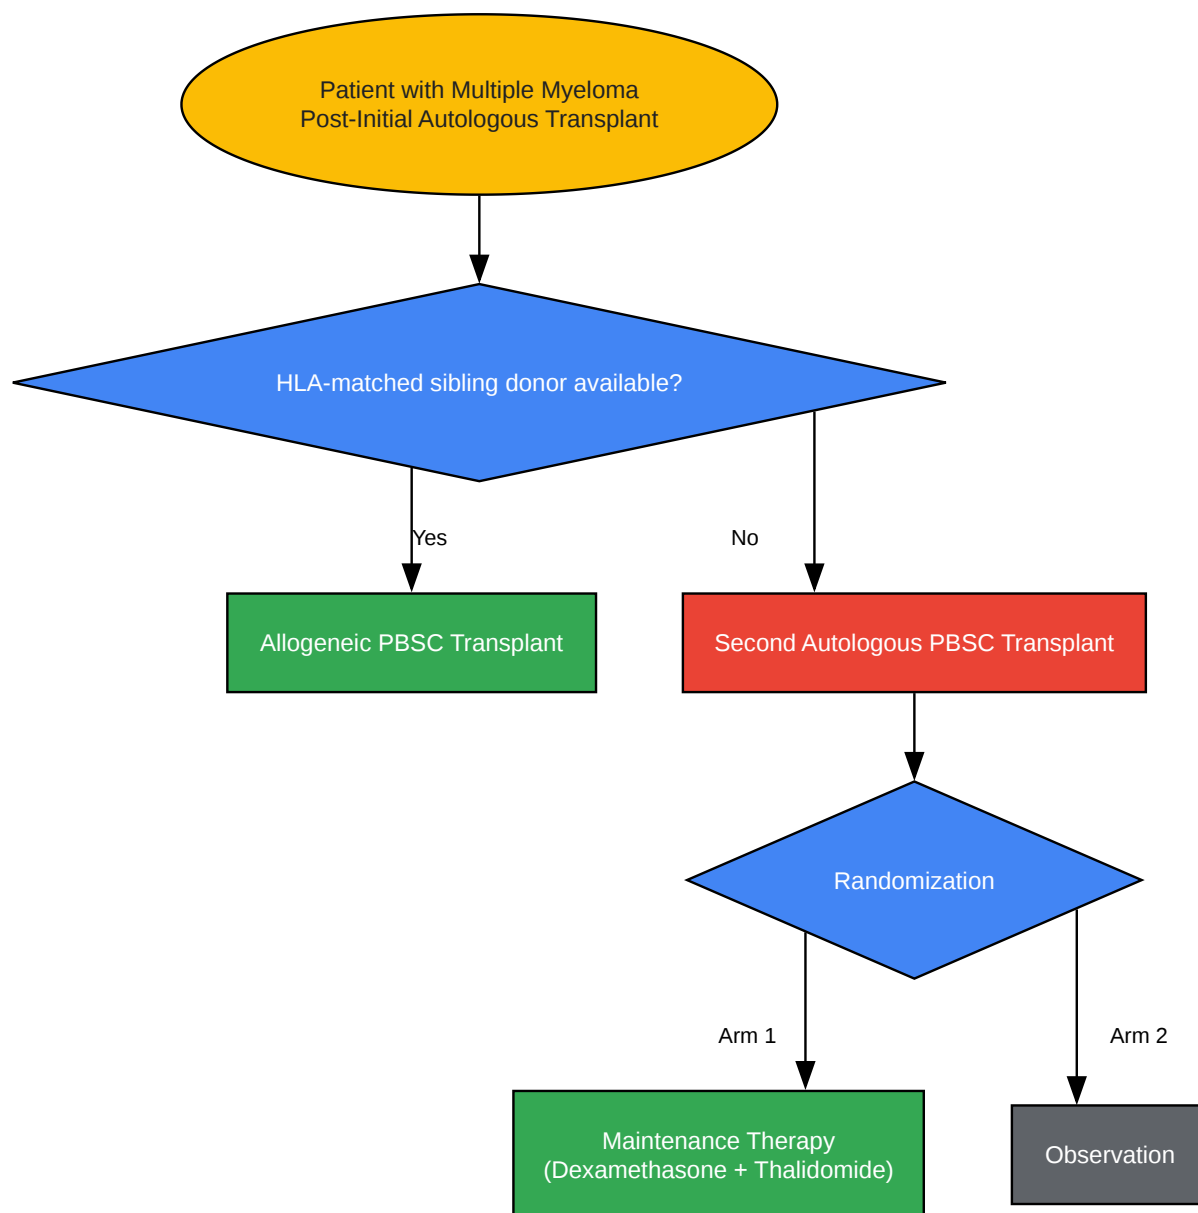 Patient with Multiple Myeloma
Post-Initial Autologous Transplant
HLA-matched sibling donor available?
Yes
No
Allogeneic PBSC Transplant
Second Autologous PBSC Transplant
Randomization
Arm 1
Arm 2
Maintenance Therapy
(Dexamethasone + Thalidomide)
Observation